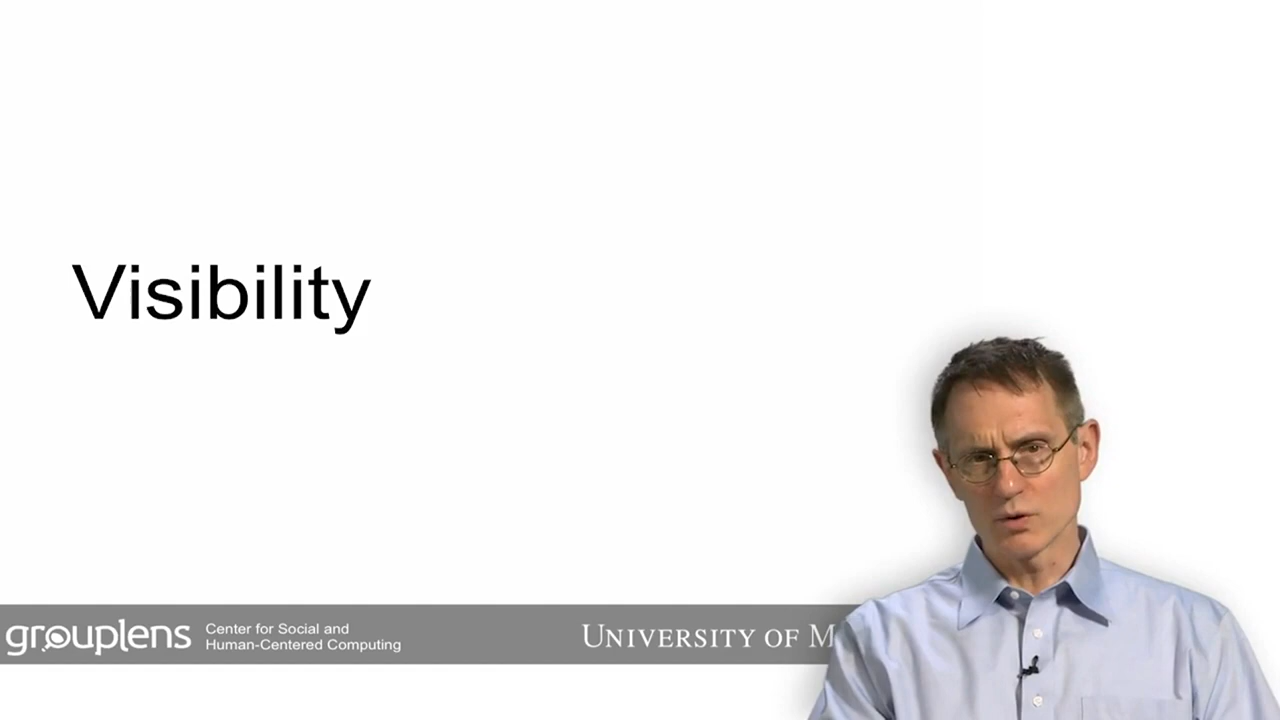 Visibility
grouplens
Center for Social and
Human-Centered Computing
UNIVERSITY OF M